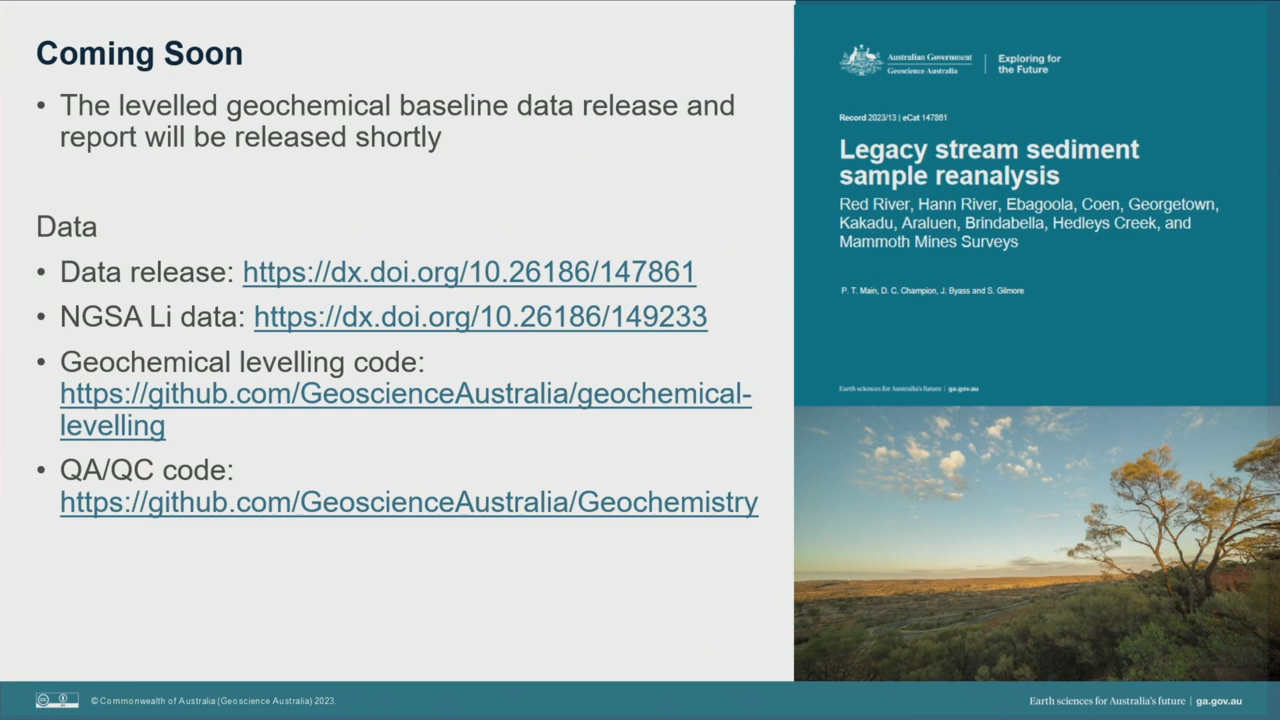 Coming Soon
• The levelled geochemical baseline data release and
report will be released shortly
Data
• Data release: https://dx.doi.org/10.26186/147861
• NGSA Li data: https://dx.doi.org/10.26186/149233
• Geochemical levelling code:
https://github.com/GeoscienceAustralia/geochemical-
levelling
• QA/QC code:
https://github.com/GeoscienceAustralia/Geochemistry
Australian Government
Geoscience Australia
Exploring for
the Future
Record 2023/13 | eCat 147861
Legacy stream sediment
sample reanalysis
Red River, Hann River, Ebagoola, Coen, Georgetown,
Kakadu, Araluen, Brindabella, Hedleys Creek, and
Mammoth Mines Surveys
P. T. Main, D. C. Champion, J. Byass and S. Gilmore
Earth sciences for Australia's future | ga.gov.au
© Commonwealth of Australia (Geoscience Australia) 2023.
Earth sciences for Australia's future | ga.gov.au